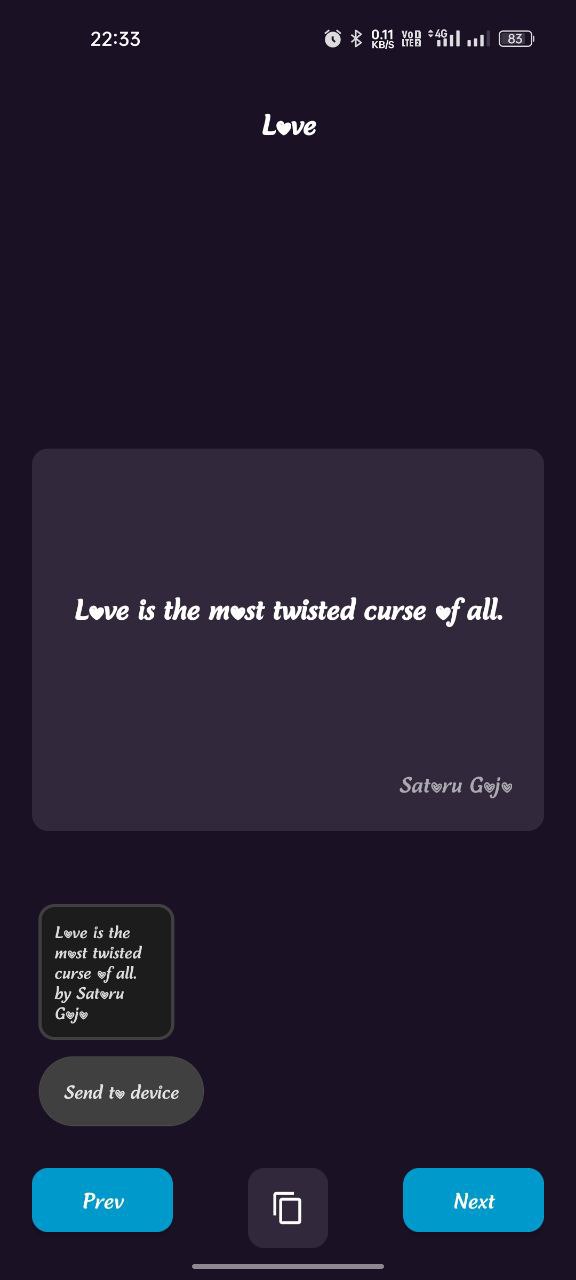 22:33
0.11 KB/S Vo LTE 4G 83
Love
Love is the most twisted curse of all.
Satoru Gojo
Love is the
most twisted
curse of all.
by Satoru
Gojo
Send to device
Prev
Next